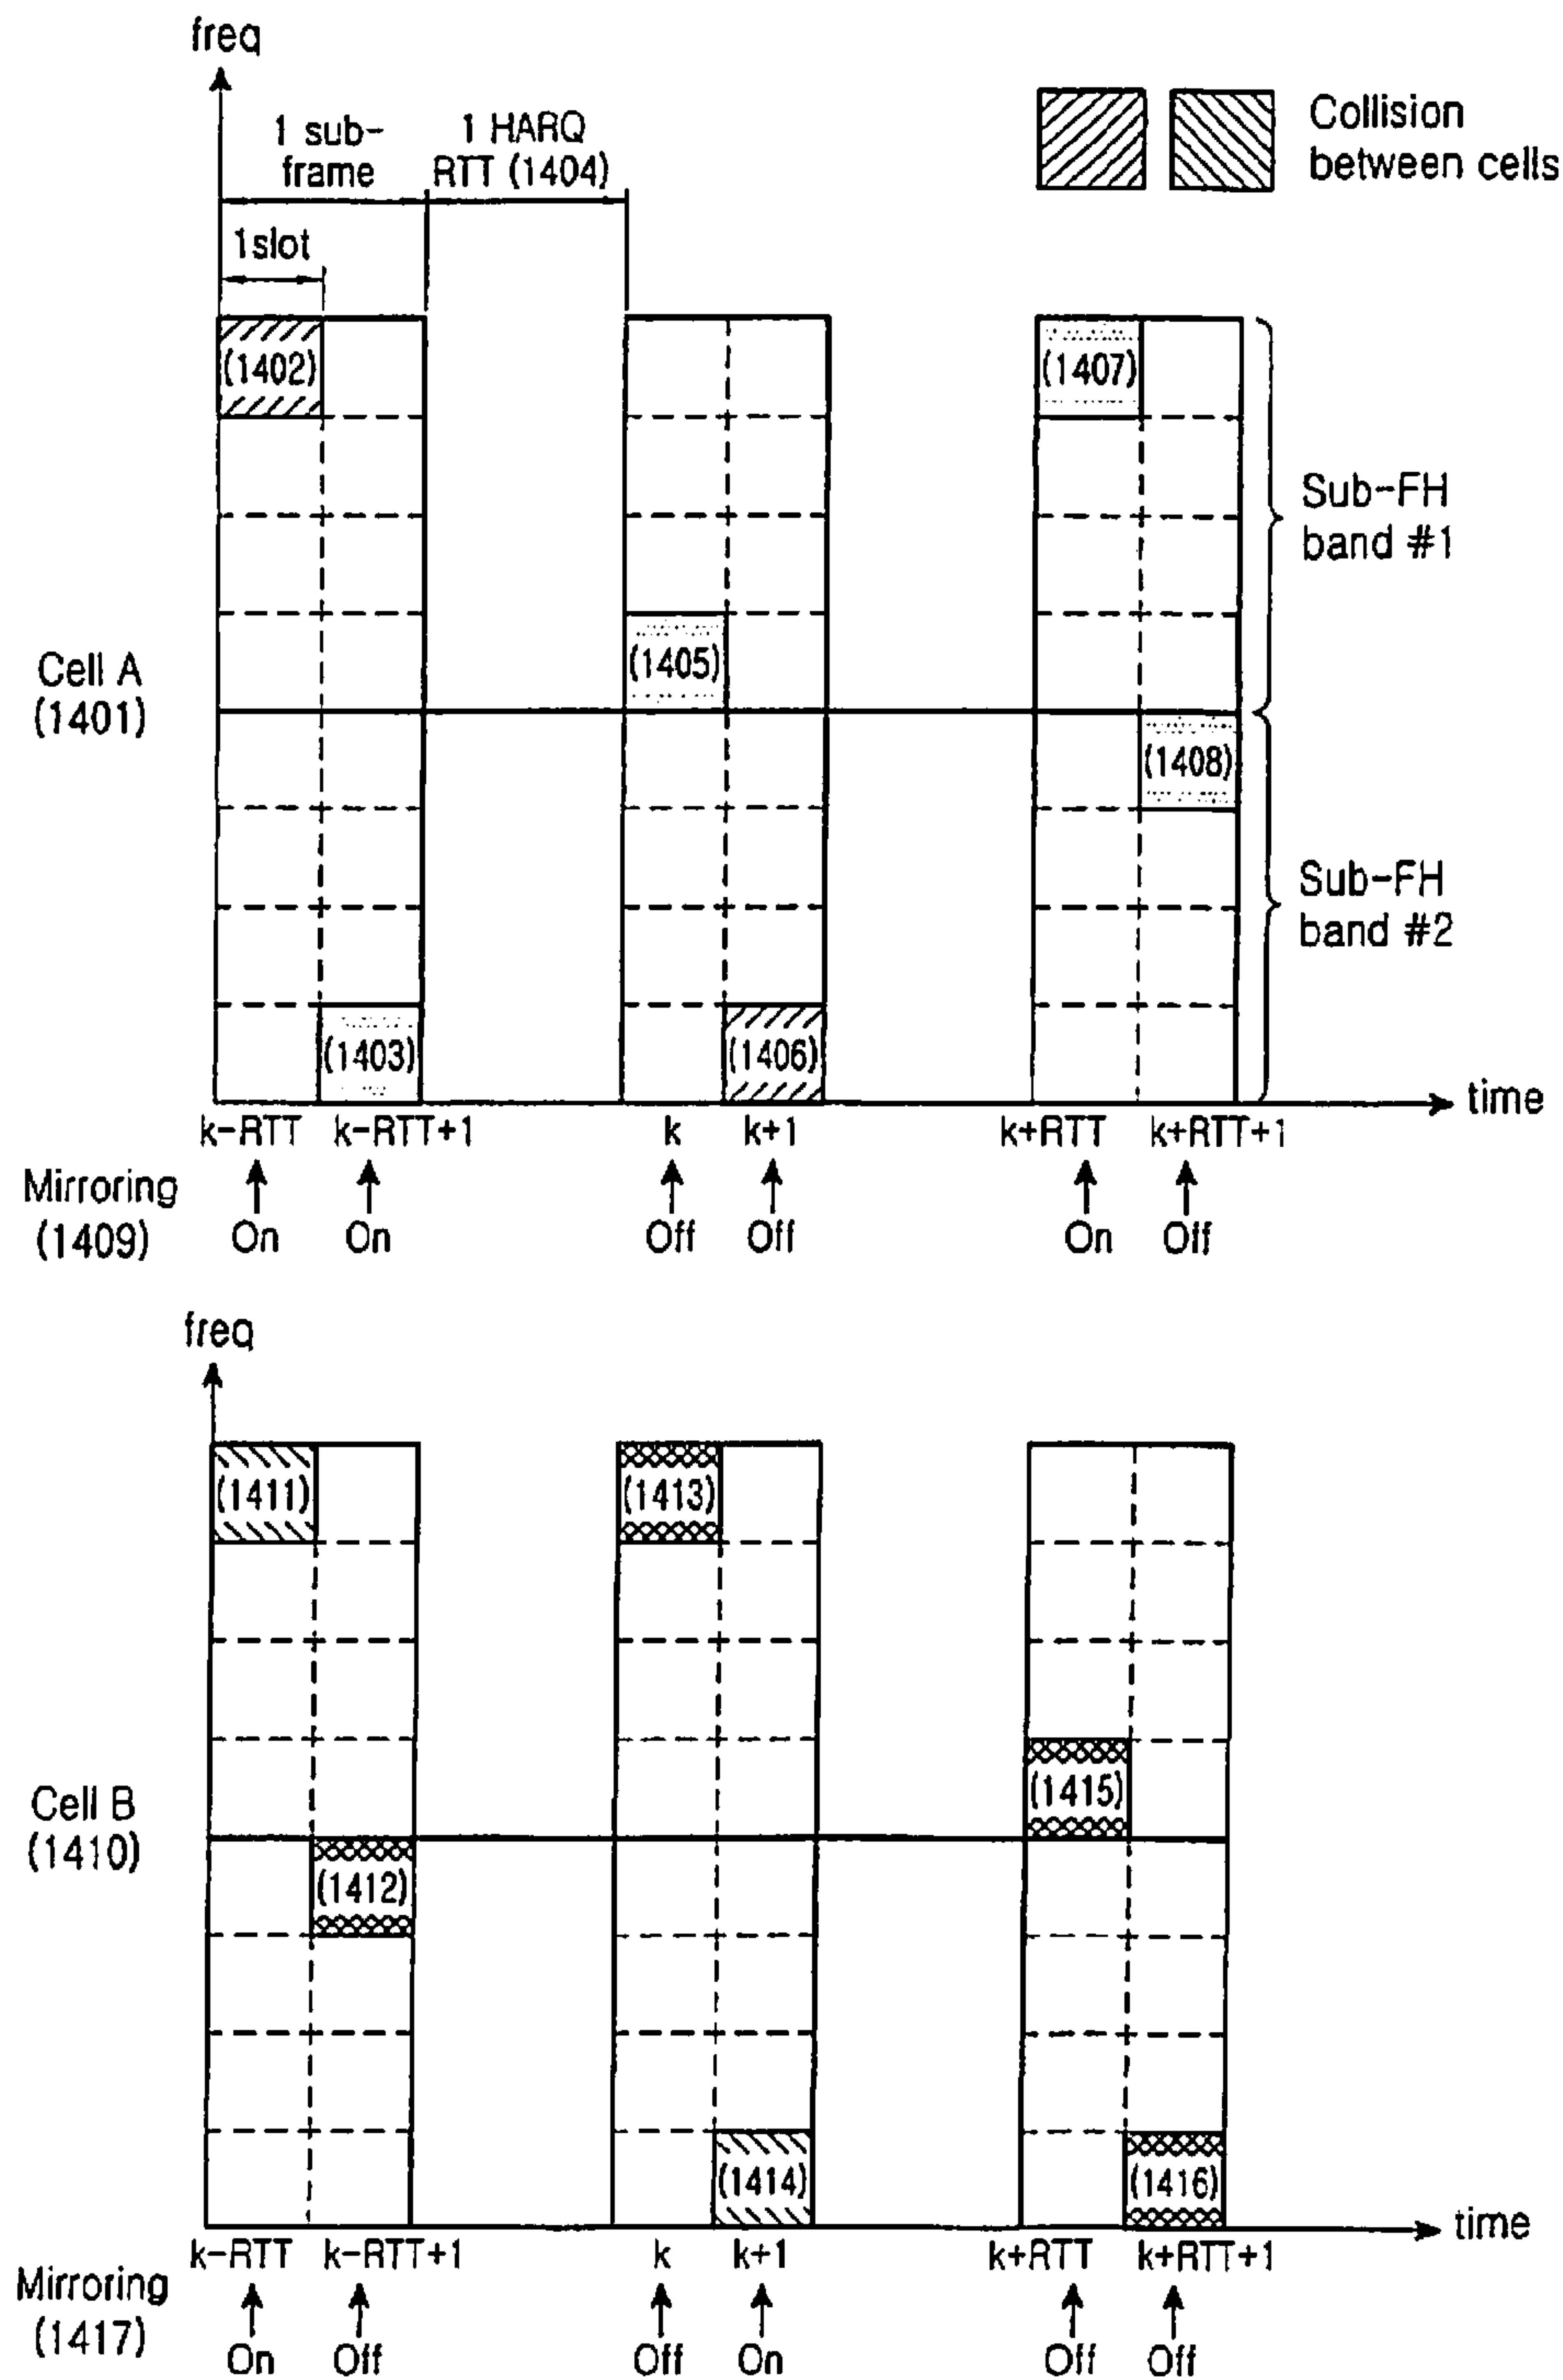 freq
1 sub-
frame
1 HARQ
RTT (1404)
Collision
between cells
1slot
(1402)
(1407)
Sub-FH
band #1
(1405)
Cell A
(1401)
(1408)
Sub-FH
band #2
(1403)
(1406)
time
k-RTT
k-RTT+1
k
k+1
k+RTT
k+RTT+1
Mirroring
(1409)
On
On
Off
Off
On
Off
freq
(1411)
(1413)
(1415)
Cell B
(1410)
(1412)
(1414)
(1416)
time
k-RTT
k-RTT+1
k
k+1
k+RTT
k+RTT+1
Mirroring
(1417)
On
Off
Off
On
Off
Off